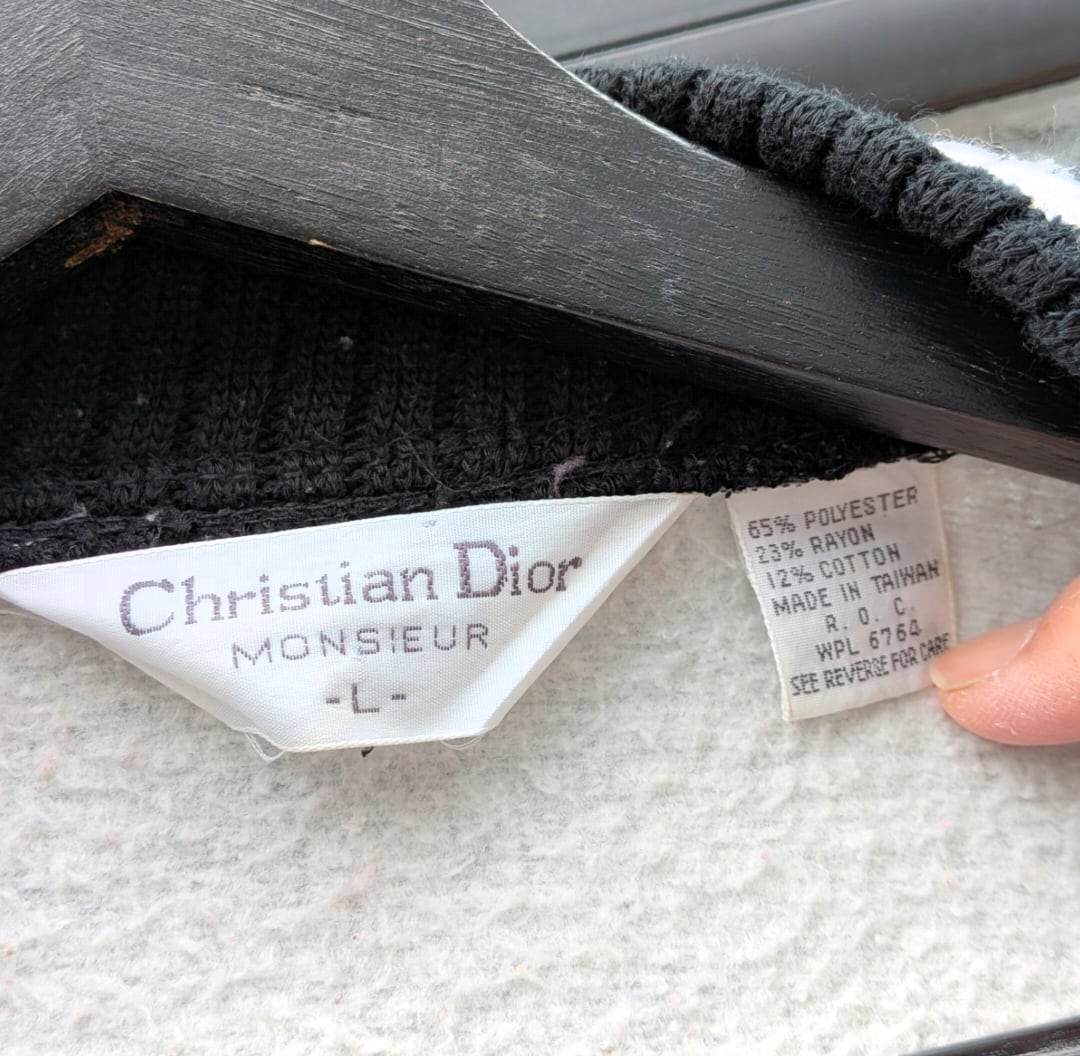 Christian Dior
MONSIEUR
-L-
65% POLYESTER
23% RAYON
12% COTTON
MADE IN TAIWAN
R. O. C.
WPL 6764
SEE REVERSE FOR CARE